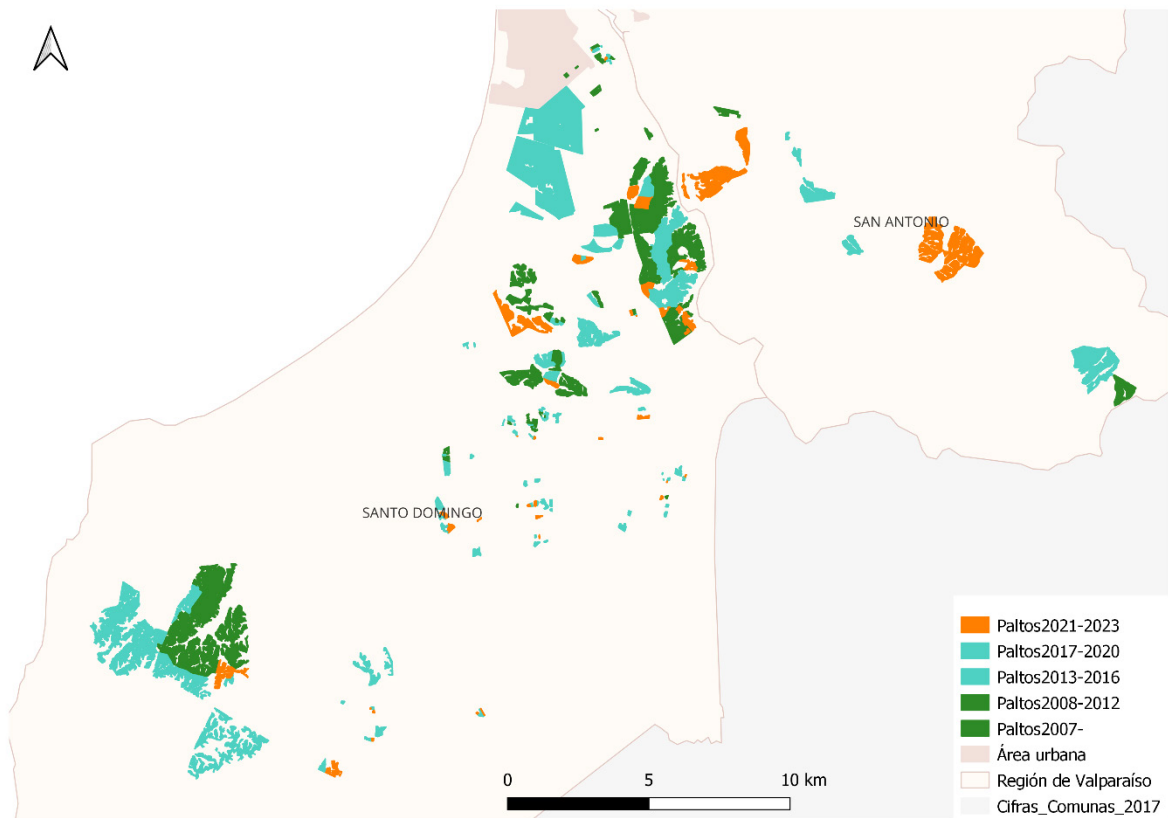 SAN ANTONIO
SANTO DOMINGO
Paltos2021-2023
Paltos2017-2020
Paltos2013-2016
Paltos2008-2012
Paltos2007-
Área urbana
Región de Valparaíso
Cifras_Comunas_2017
0 5 10 km